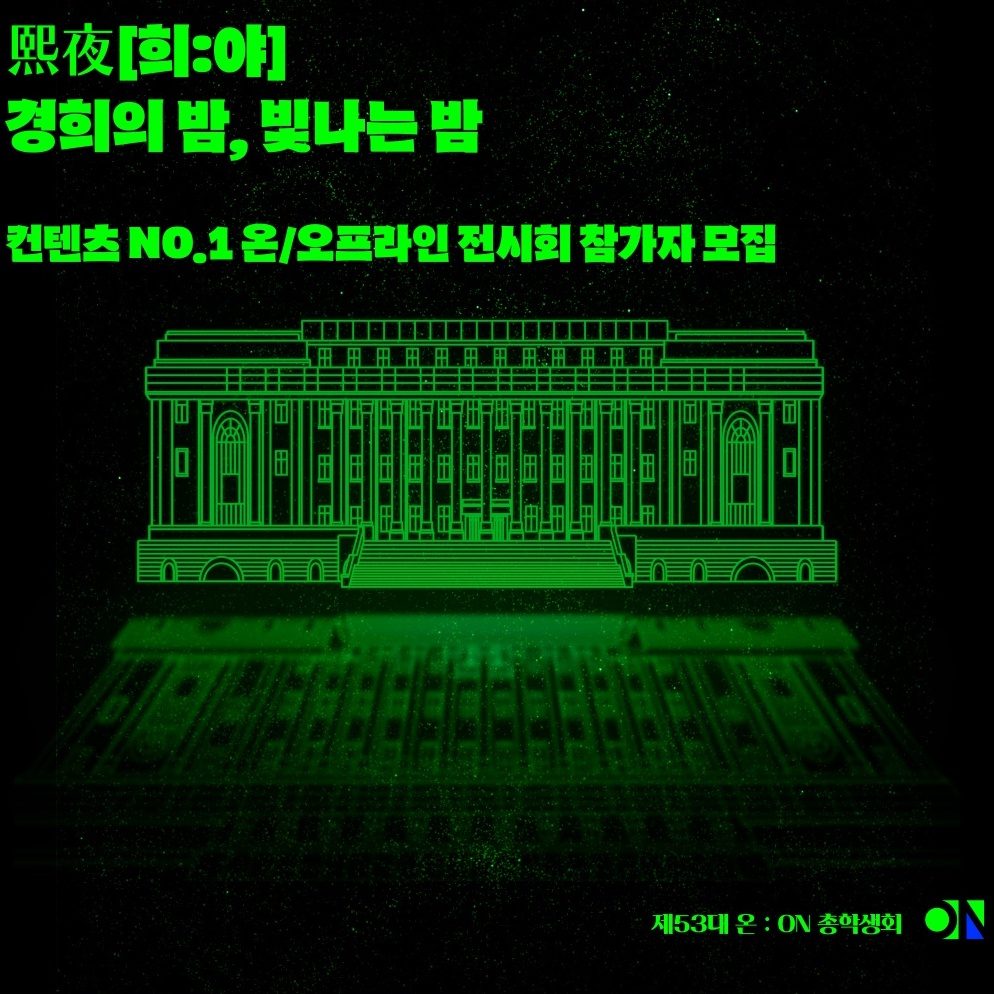 熙夜[희:야]
경희의 밤, 빛나는 밤
컨텐츠 NO.1 온/오프라인 전시회 참가자 모집
제53대 온 : ON 총학생회
ON